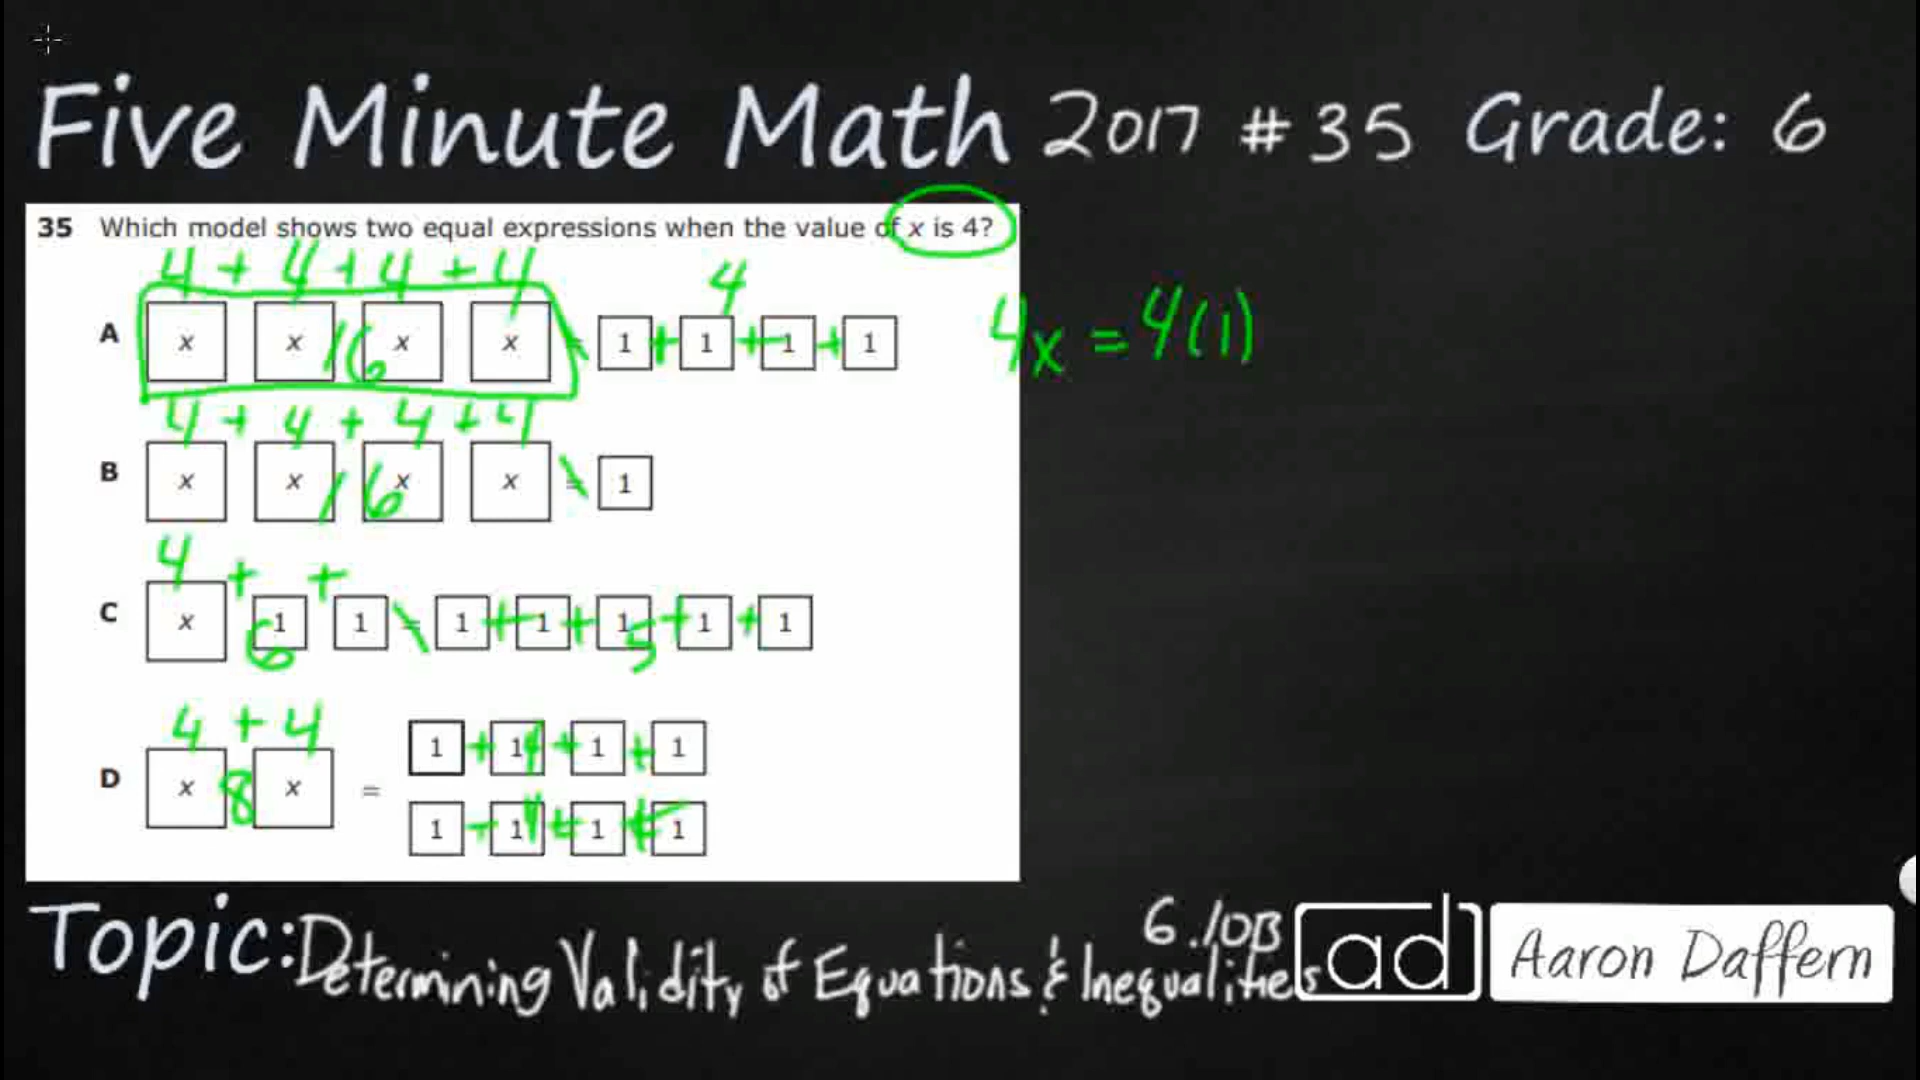 Five Minute Math 2017 # 35 Grade: 6
35 Which model shows two equal expressions when the value of x is 4?
4 + 4 + 4 + 4 4
A x x x x = 1 + 1 + 1 + 1 4x = 4(1)
16
4 + 4 + 4 + 4
B x x x x = 1
16
4 + +
C x 1 1 = 1 + 1 + 1 + 1 + 1
6 5
4 + 4
1 + 1 + 1 + 1
D x 8 x =
1 + 1 + 1 + 1
6.10B
Topic: Determining Validity of Equations & Inequalities ad Aaron Daffern